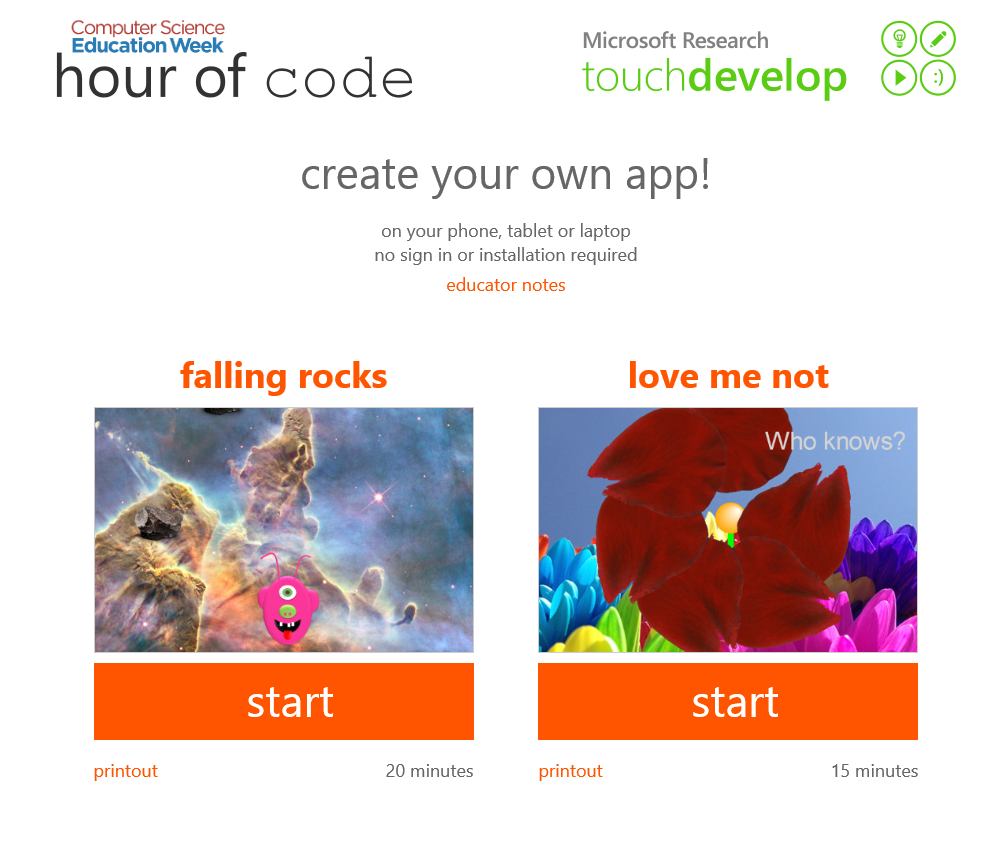 Computer Science
Education Week
hour of code
Microsoft Research
touchdevelop
:)
create your own app!
on your phone, tablet or laptop
no sign in or installation required
educator notes
falling rocks
love me not
Who knows?
start
start
printout
20 minutes
printout
15 minutes